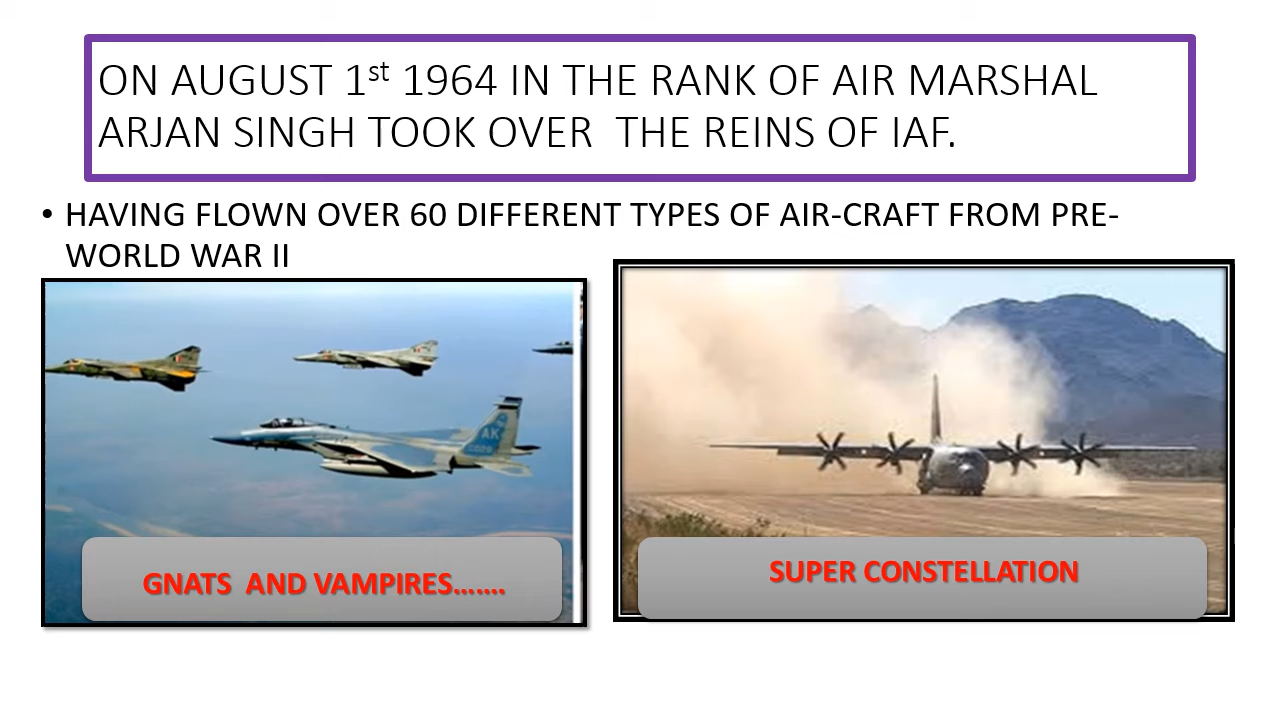 ON AUGUST 1st 1964 IN THE RANK OF AIR MARSHAL
ARJAN SINGH TOOK OVER  THE REINS OF IAF.
• HAVING FLOWN OVER 60 DIFFERENT TYPES OF AIR-CRAFT FROM PRE-
WORLD WAR II
AK
GNATS  AND VAMPIRES…….
SUPER CONSTELLATION